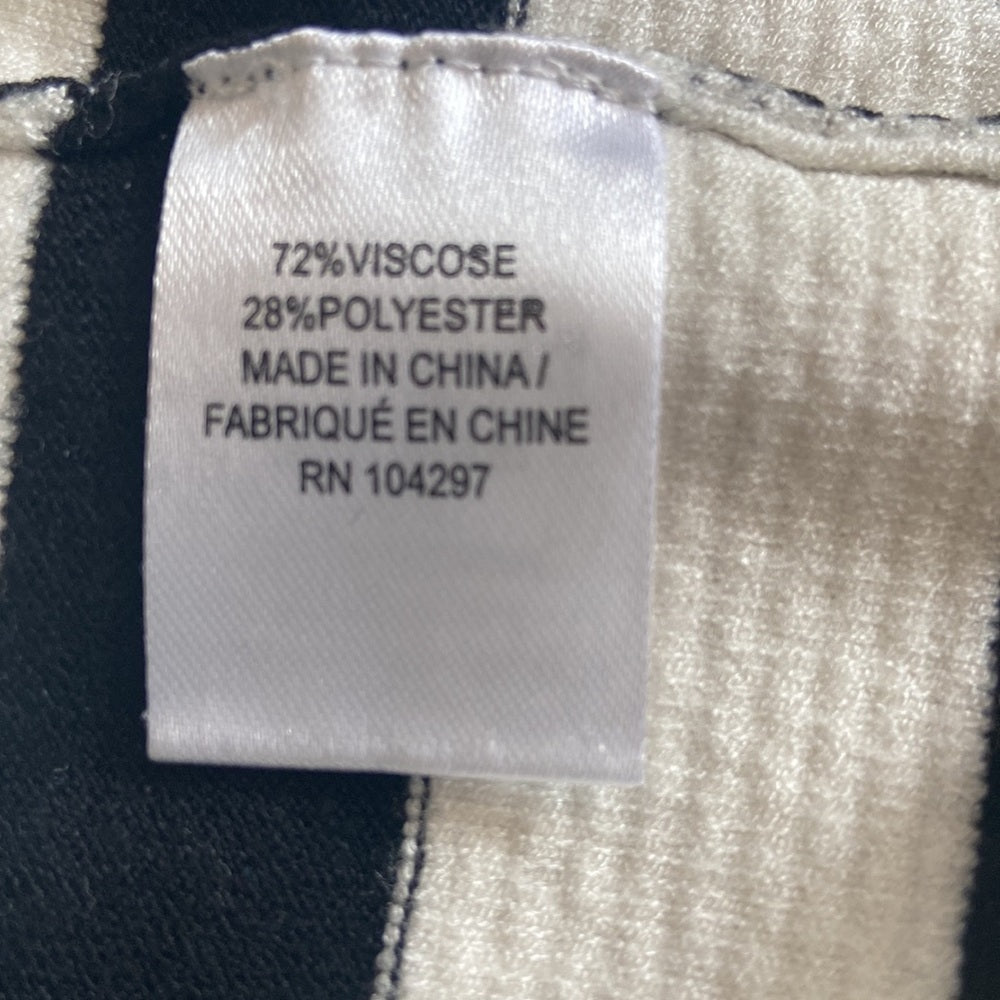 72%VISCOSE
28%POLYESTER
MADE IN CHINA /
FABRIQUÉ EN CHINE
RN 104297